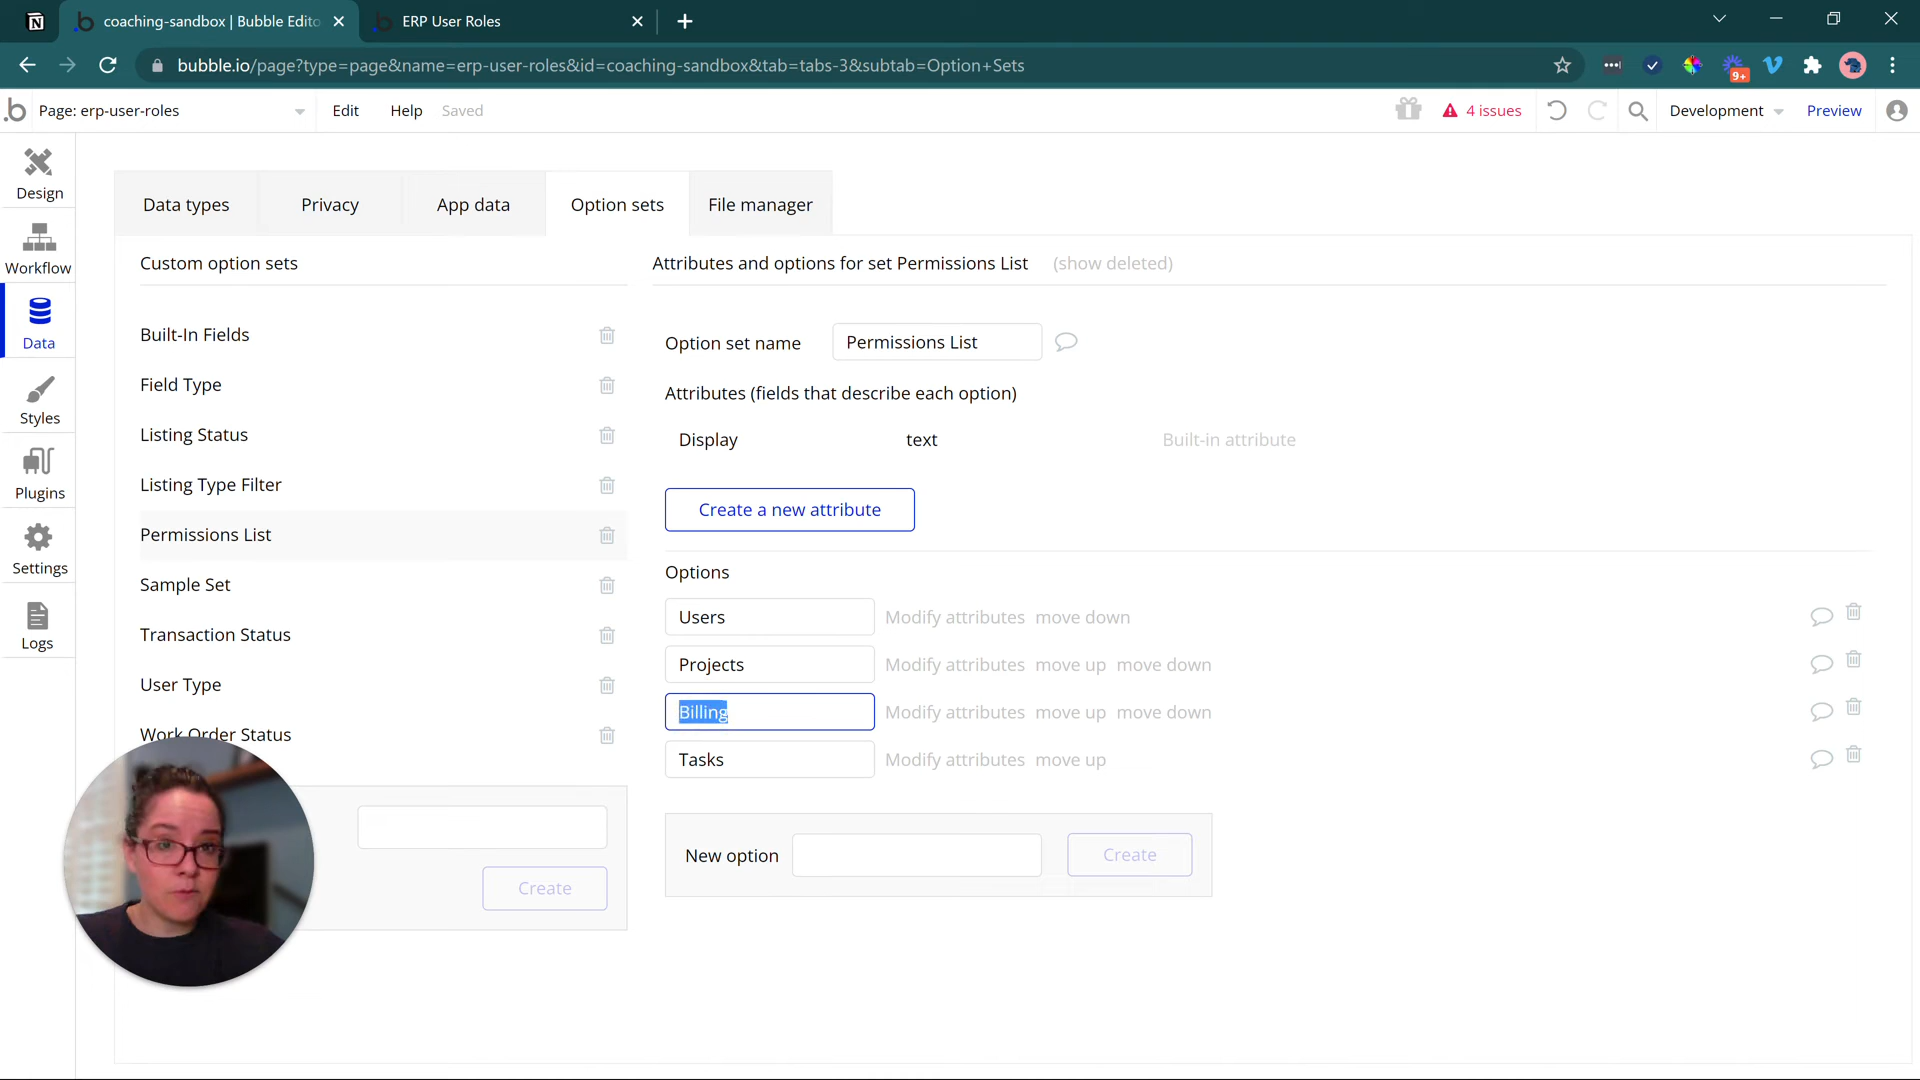 coaching-sandbox | Bubble Edito
ERP User Roles
bubble.io/page?type=page&name=erp-user-roles&id=coaching-sandbox&tab=tabs-3&subtab=Option+Sets
9+
Page: erp-user-roles
Edit
Help
Saved
4 issues
Development
Preview
Design
Workflow
Data
Styles
Plugins
Settings
Logs
Data types
Privacy
App data
Option sets
File manager
Custom option sets
Built-In Fields
Field Type
Listing Status
Listing Type Filter
Permissions List
Sample Set
Transaction Status
User Type
Work Order Status
Create
Attributes and options for set Permissions List (show deleted)
Option set name Permissions List
Attributes (fields that describe each option)
Display text Built-in attribute
Create a new attribute
Options
Users Modify attributes move down
Projects Modify attributes move up move down
Billing Modify attributes move up move down
Tasks Modify attributes move up
New option Create